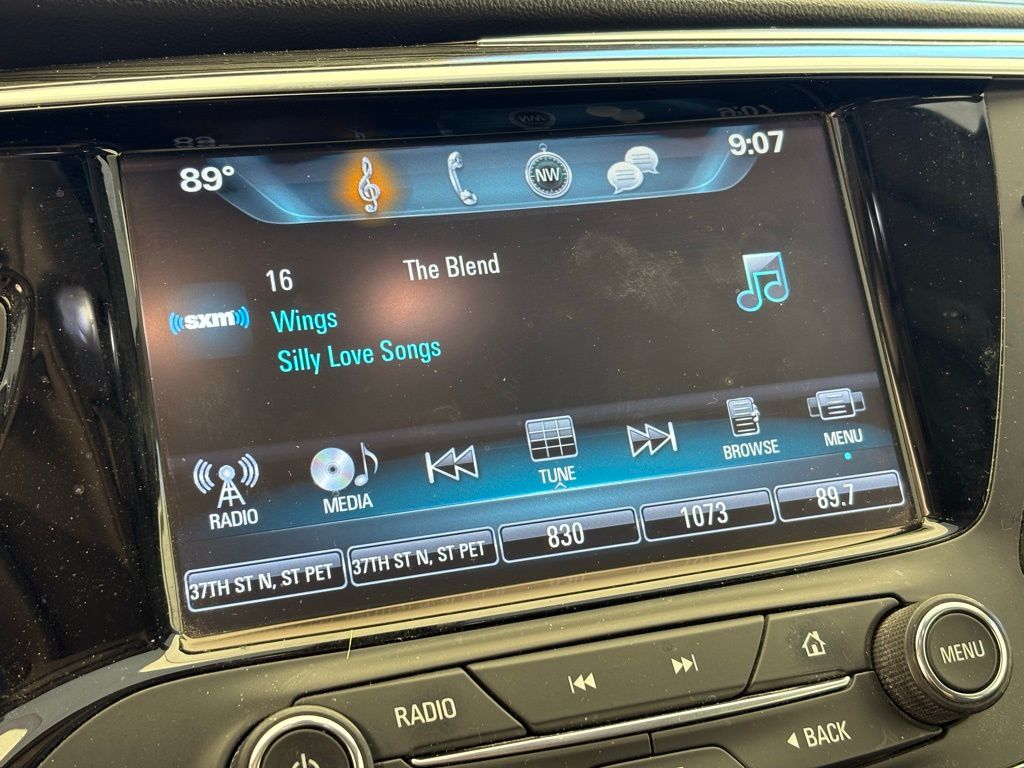 89° NW 9:07
16 The Blend
sxm
Wings
Silly Love Songs
RADIO MEDIA TUNE BROWSE MENU
37TH ST N, ST PET 37TH ST N, ST PET 830 1073 89.7
RADIO MENU
BACK